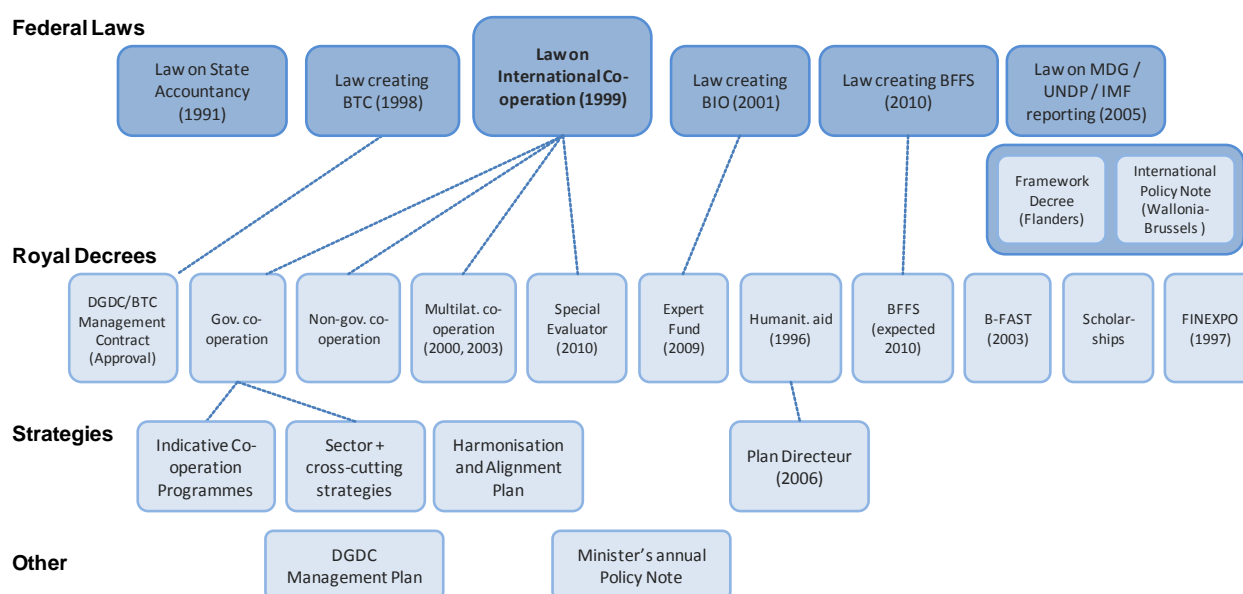 Federal Laws
Law on State
Accountancy
(1991)
Law creating
BTC (1998)
Law on
International Co-
operation (1999)
Law creating
BIO (2001)
Law creating BFFS
(2010)
Law on MDG /
UNDP / IMF
reporting (2005)
Framework
Decree
(Flanders)
International
Policy Note
(Wallonia-
Brussels )
Royal Decrees
DGDC/BTC
Management
Contract
(Approval)
Gov. co-
operation
Non-gov. co-
operation
Multilat. co-
operation
(2000, 2003)
Special
Evaluator
(2010)
Expert
Fund
(2009)
Humanit. aid
(1996)
BFFS
(expected
2010)
B-FAST
(2003)
Scholar-
ships
FINEXPO
(1997)
Strategies
Indicative Co-
operation
Programmes
Sector +
cross-cutting
strategies
Harmonisation
and Alignment
Plan
Plan Directeur
(2006)
Other
DGDC
Management Plan
Minister's annual
Policy Note